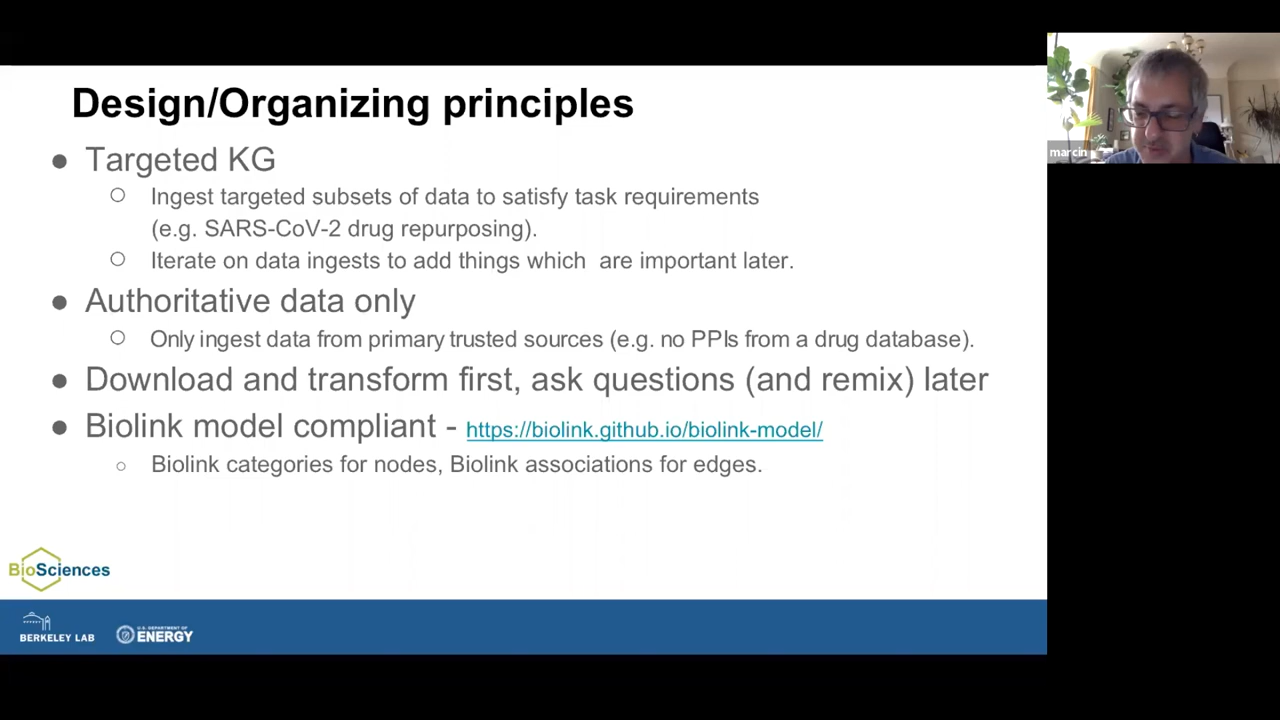 Design/Organizing principles
● Targeted KG
○ Ingest targeted subsets of data to satisfy task requirements
(e.g. SARS-CoV-2 drug repurposing).
○ Iterate on data ingests to add things which  are important later.
● Authoritative data only
○ Only ingest data from primary trusted sources (e.g. no PPIs from a drug database).
● Download and transform first, ask questions (and remix) later
● Biolink model compliant - https://biolink.github.io/biolink-model/
○ Biolink categories for nodes, Biolink associations for edges.
BioSciences
BERKELEY LAB
U.S. DEPARTMENT OF
ENERGY
marcin